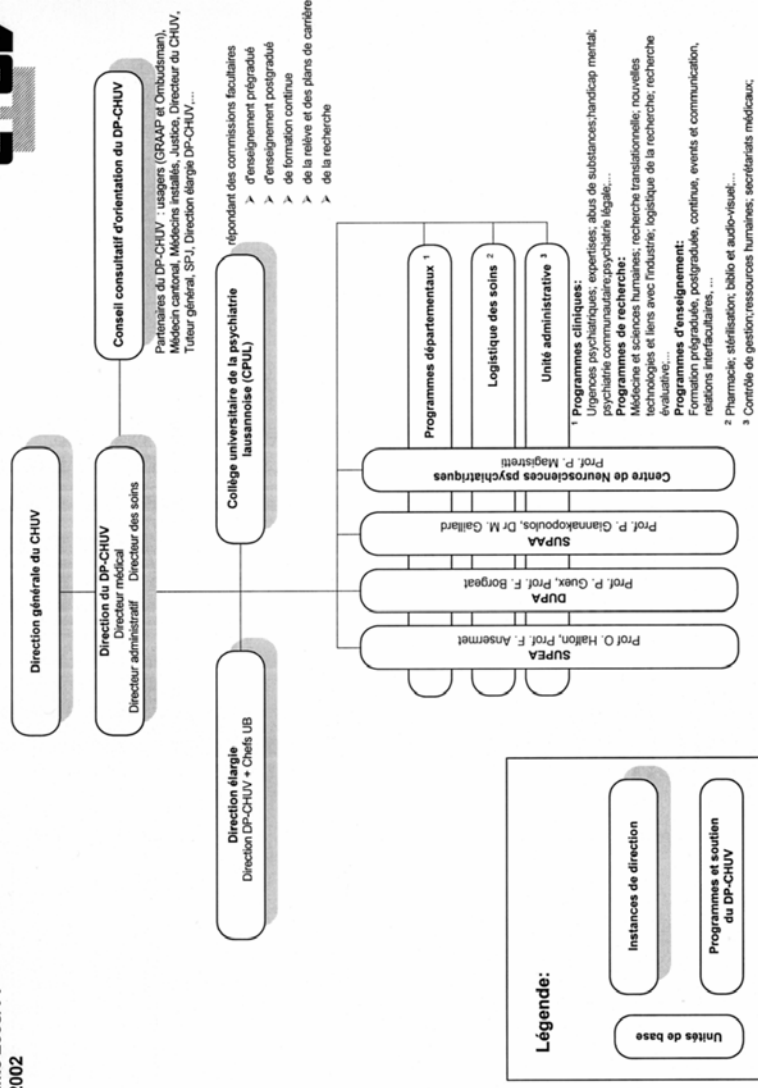 2002
Direction générale du CHUV
Direction du DP-CHUV
Directeur médical
Directeur administratif Directeur des soins
Conseil consultatif d'orientation du DP-CHUV
Partenaires du DP-CHUV : usagers (GRAAP et Ombudsman),
Médecin cantonal, Médecins installés, Justice, Directeur du CHUV,
Tuteur général, SPJ, Direction élargie DP-CHUV,...
Direction élargie
Direction DP-CHUV + Chefs UB
Collège universitaire de la psychiatrie
lausannoise (CPUL)
répondant des commissions facultaires
➢ d'enseignement prégradué
➢ d'enseignement postgradué
➢ de formation continue
➢ de la relève et des plans de carrière
➢ de la recherche
SUPEA
Prof O. Halfon, Prof. F. Ansermet
DUPA
Prof. P. Guex, Prof. F. Borgeat
SUPAA
Prof. P. Giannakopoulos, Dr M. Gaillard
Centre de Neurosciences psychiatriques
Prof. P. Magistretti
Programmes départementaux 1
Logistique des soins 2
Unité administrative 3
1 Programmes cliniques:
Urgences psychiatriques; expertises; abus de substances;handicap mental;
psychiatrie communautaire;psychiatrie légale;...
Programmes de recherche:
Médecine et sciences humaines; recherche translationnelle; nouvelles
technologies et liens avec l'industrie; logistique de la recherche; recherche
évaluative;...
Programmes d'enseignement:
Formation prégraduée, postgraduée, continue, events et communication,
relations interfacultaires, ...
2 Pharmacie; stérilisation; biblio et audio-visuel;...
3 Contrôle de gestion;ressources humaines; secrétariats médicaux;
Légende:
Unités de base
Instances de direction
Programmes et soutien
du DP-CHUV